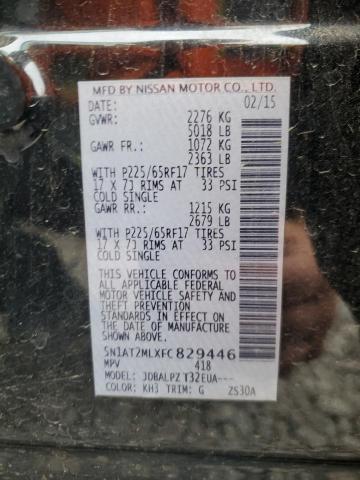 MFD BY NISSAN MOTOR CO., LTD.
DATE: 02/15
GVWR: 2276 KG
5018 LB
GAWR FR.: 1072 KG
2363 LB
WITH P225/65RF17 TIRES
17 X 7J RIMS AT 33 PSI
COLD SINGLE
GAWR RR.: 1215 KG
2679 LB
WITH P225/65RF17 TIRES
17 X 7J RIMS AT 33 PSI
COLD SINGLE
THIS VEHICLE CONFORMS TO
ALL APPLICABLE FEDERAL
MOTOR VEHICLE SAFETY AND
THEFT PREVENTION
STANDARDS IN EFFECT ON
THE DATE OF MANUFACTURE
SHOWN ABOVE.
5N1AT2MLXFC829446
MPV 418
MODEL: JDBALPZ T32EUA---
COLOR: KH3 TRIM: G 2S30A